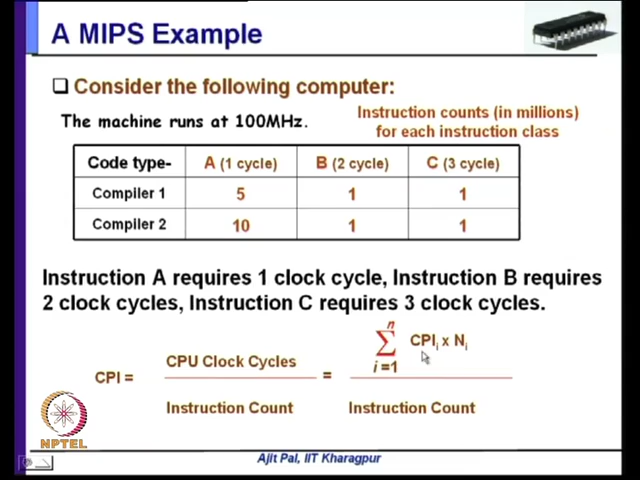 A MIPS Example
Consider the following computer:
The machine runs at 100MHz.
Instruction counts (in millions)
for each instruction class
Code type- A (1 cycle) B (2 cycle) C (3 cycle)
Compiler 1 5 1 1
Compiler 2 10 1 1
Instruction A requires 1 clock cycle, Instruction B requires
2 clock cycles, Instruction C requires 3 clock cycles.
CPI = CPU Clock Cycles / Instruction Count = n Σ i =1 CPIi x Ni / Instruction Count
NPTEL
Ajit Pal, IIT Kharagpur